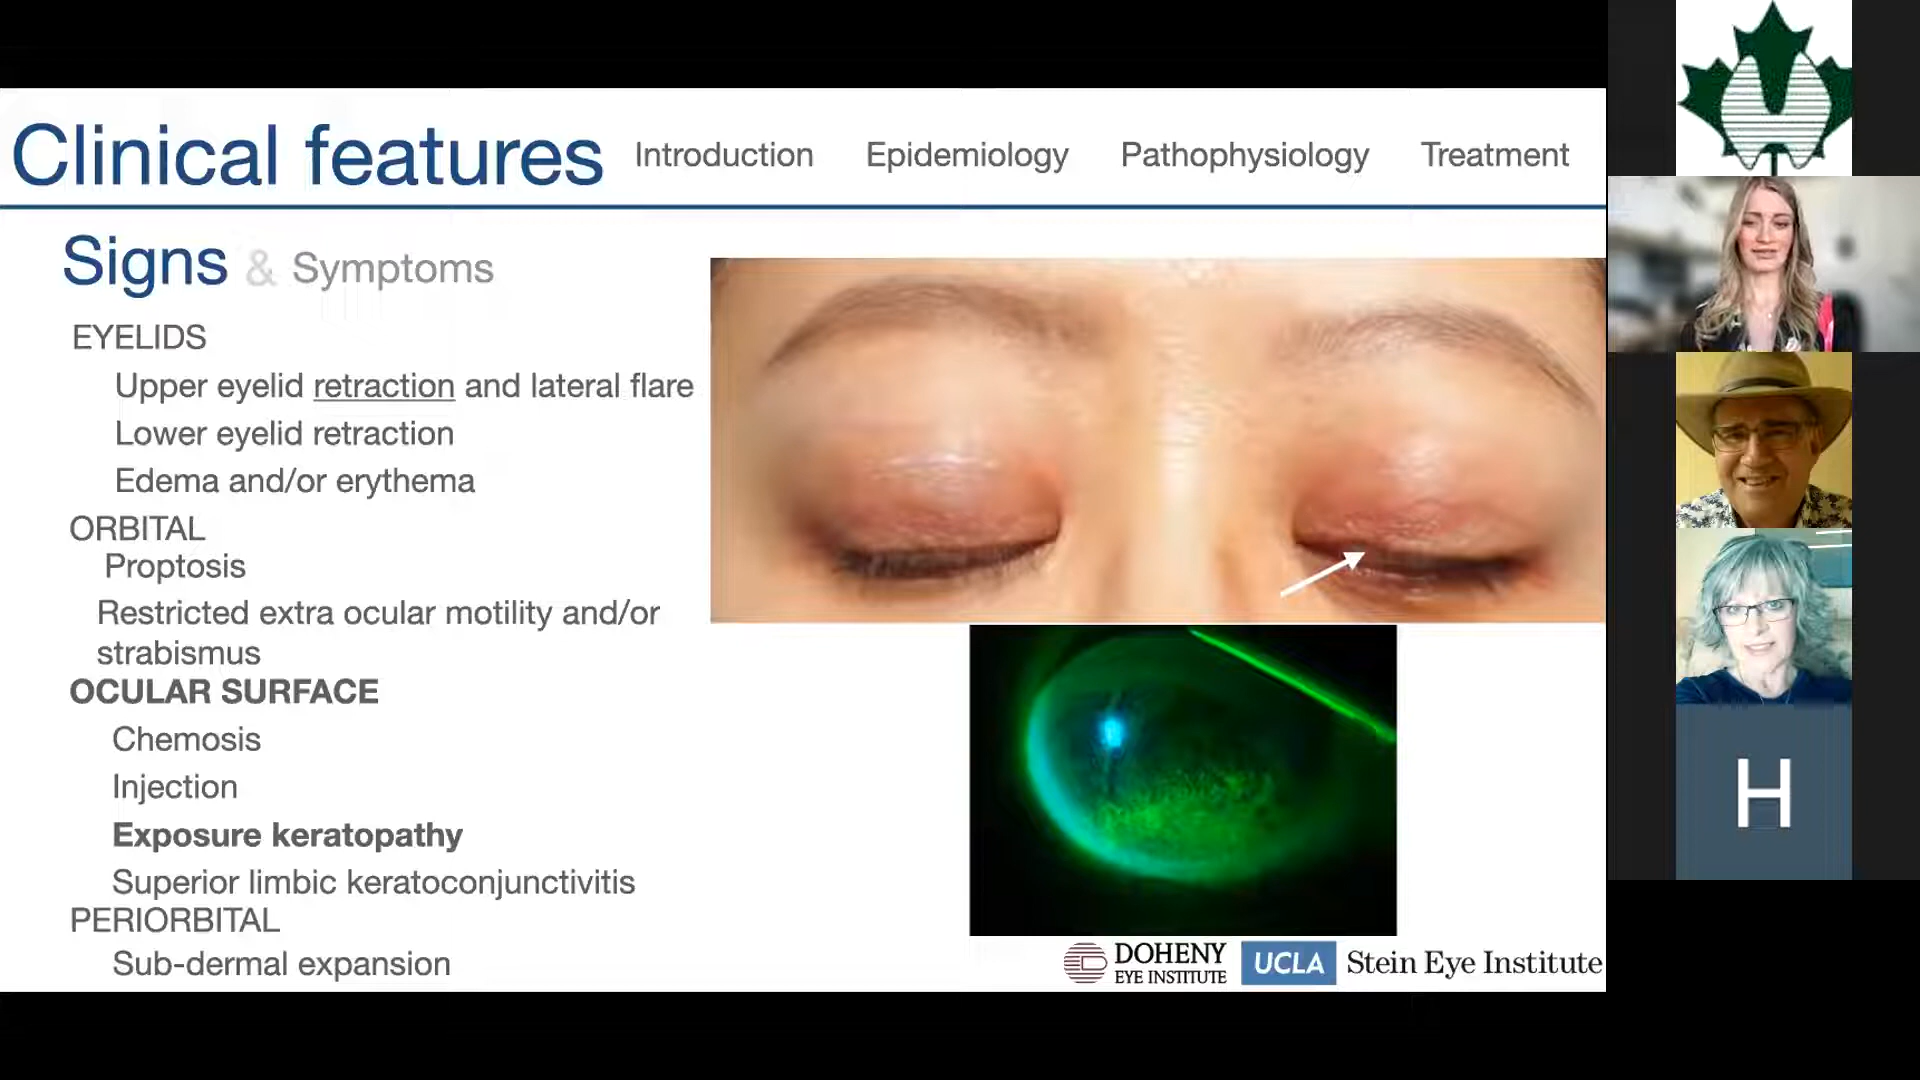 Clinical features
Introduction
Epidemiology
Pathophysiology
Treatment
Signs & Symptoms
EYELIDS
Upper eyelid retraction and lateral flare
Lower eyelid retraction
Edema and/or erythema
ORBITAL
Proptosis
Restricted extra ocular motility and/or
strabismus
OCULAR SURFACE
Chemosis
Injection
Exposure keratopathy
Superior limbic keratoconjunctivitis
PERIORBITAL
Sub-dermal expansion
DOHENY
EYE INSTITUTE
UCLA
Stein Eye Institute
H